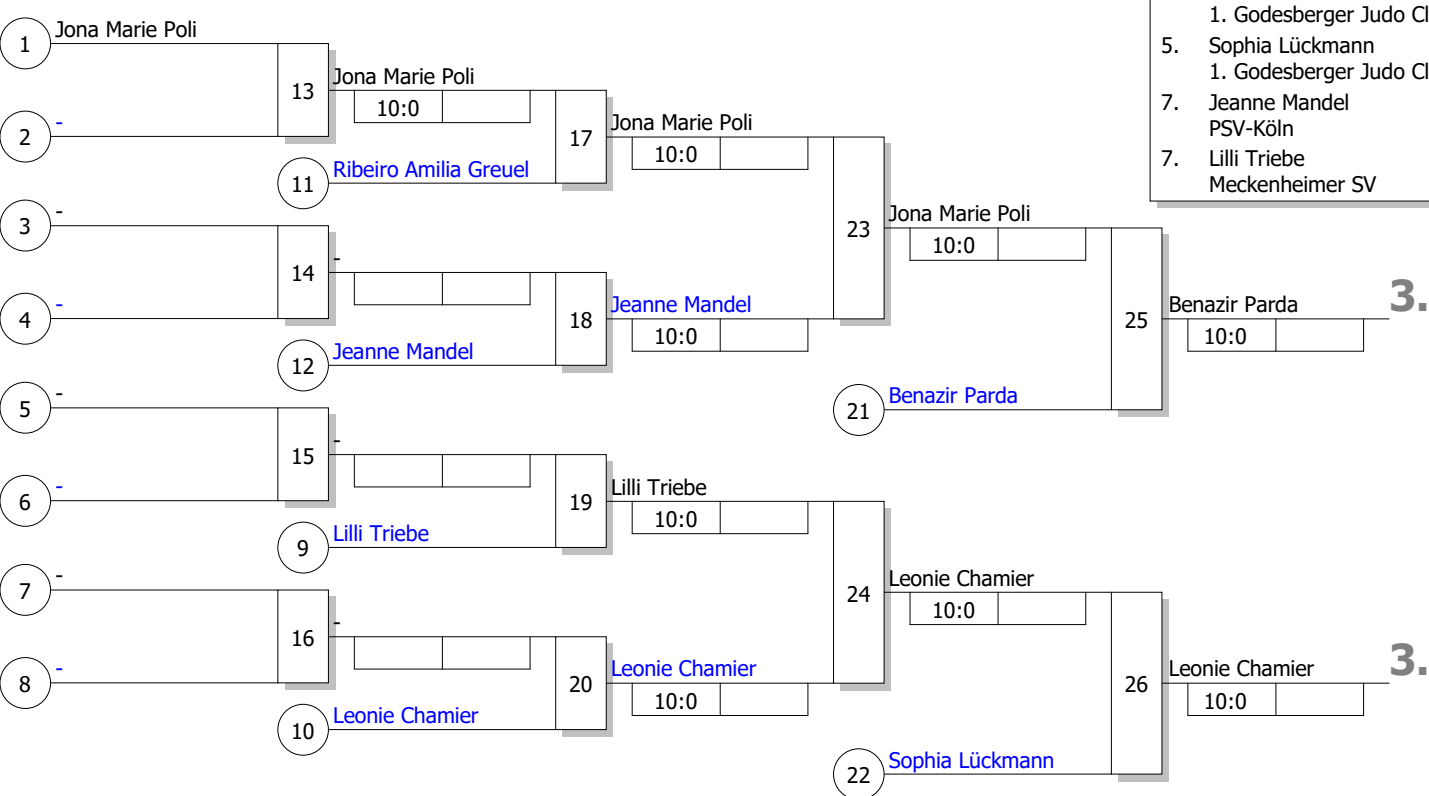 1. Godesberger Judo Cl
5. Sophia Lückmann
1. Godesberger Judo Cl
7. Jeanne Mandel
PSV-Köln
7. Lilli Triebe
Meckenheimer SV
1 Jona Marie Poli
13 Jona Marie Poli
10:0
2 -
17 Jona Marie Poli
10:0
11 Ribeiro Amilia Greuel
3 -
23 Jona Marie Poli
10:0
14 -
4 -
18 Jeanne Mandel
10:0
12 Jeanne Mandel
25 Benazir Parda
10:0
3.
5 -
21 Benazir Parda
15 -
6 -
19 Lilli Triebe
10:0
9 Lilli Triebe
7 -
24 Leonie Chamier
10:0
16 -
8 -
20 Leonie Chamier
10:0
10 Leonie Chamier
26 Leonie Chamier
10:0
3.
22 Sophia Lückmann